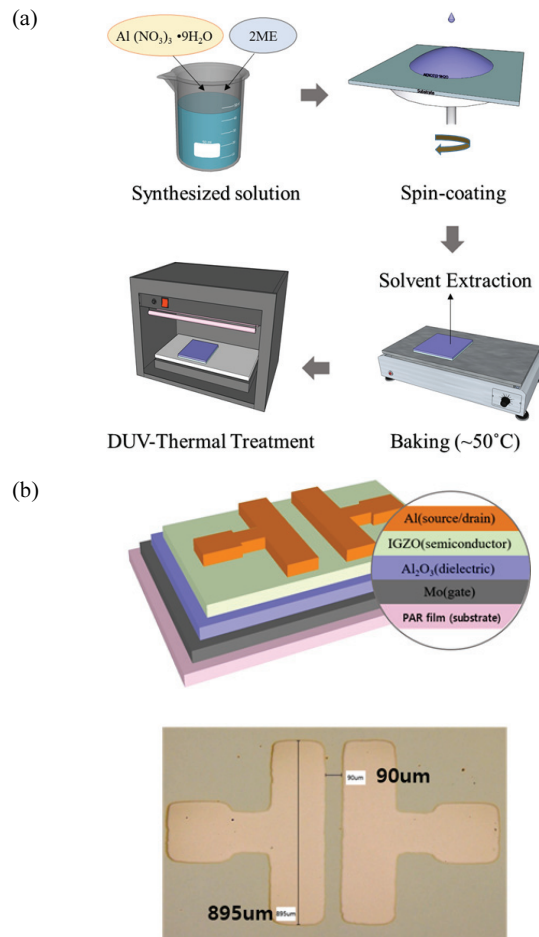 (a)
Al (NO₃)₃ •9H₂O
2ME
Substrate
Synthesized solution
Spin-coating
Solvent Extraction
DUV-Thermal Treatment
Baking (~50˚C)
(b)
Al(source/drain)
IGZO(semiconductor)
Al₂O₃(dielectric)
Mo(gate)
PAR film (substrate)
90um
90um
895um
895um